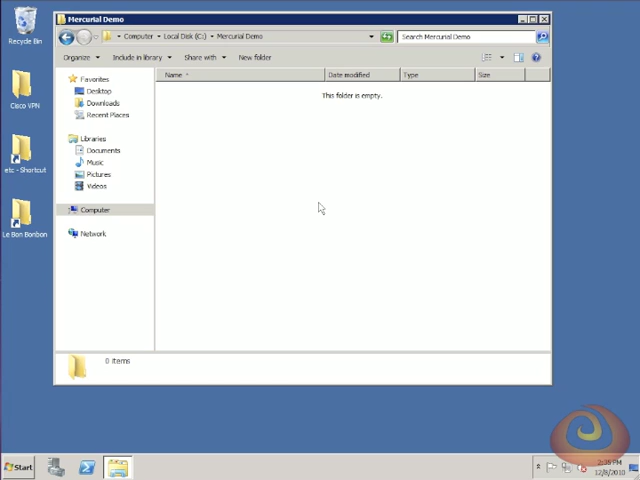 Recycle Bin
Cisco VPN
etc - Shortcut
Le Bon Bonbon
Mercurial Demo
Computer Local Disk (C:) Mercurial Demo
Search Mercurial Demo
Organize Include in library Share with New folder
Favorites
Desktop
Downloads
Recent Places
Libraries
Documents
Music
Pictures
Videos
Computer
Network
Name Date modified Type Size
This folder is empty.
0 items
Start
2:35 PM
12/8/2010